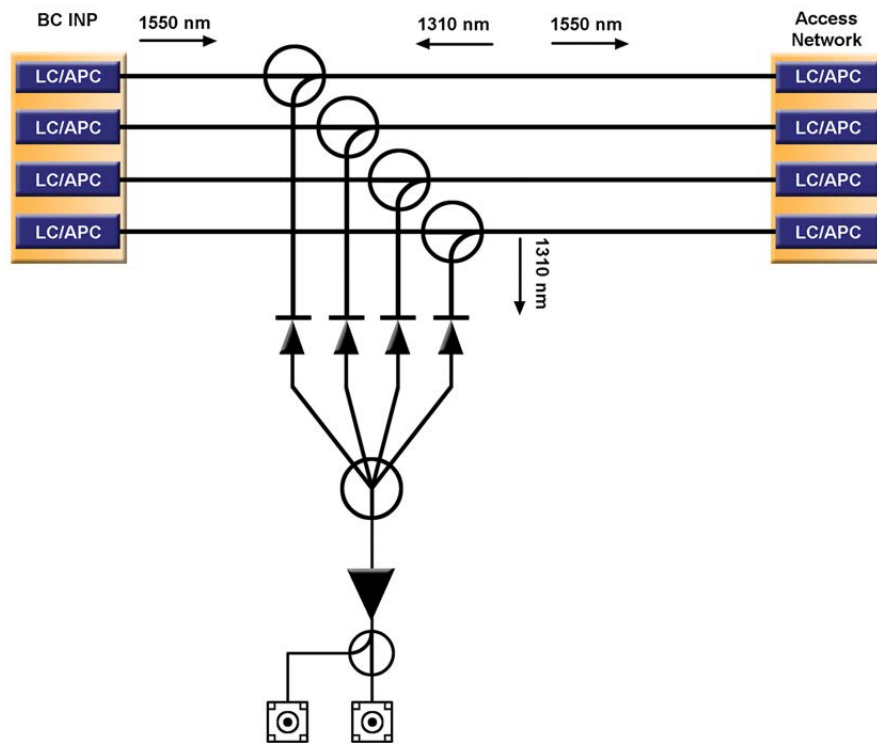 BC INP
1550 nm
1310 nm
1550 nm
Access
Network
LC/APC
LC/APC
LC/APC
LC/APC
LC/APC
LC/APC
LC/APC
LC/APC
1310 nm